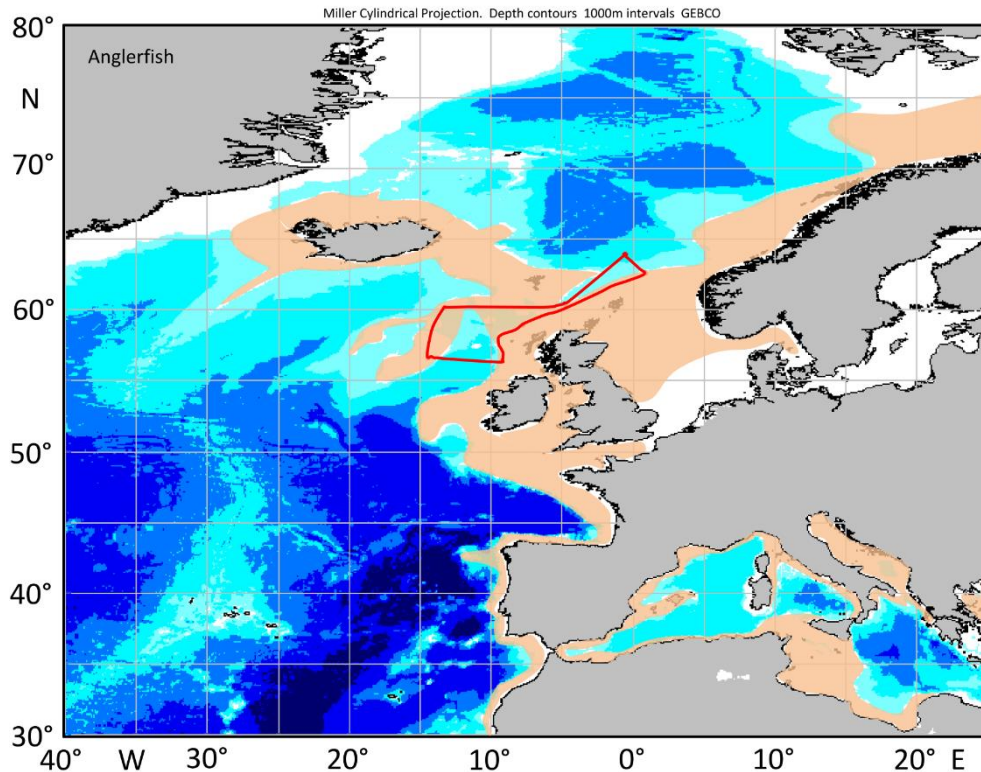 Miller Cylindrical Projection. Depth contours 1000m intervals GEBCO
80°
Anglerfish
N
70°
60°
50°
40°
30°
40° W 30° 20° 10° 0° 10° 20° E